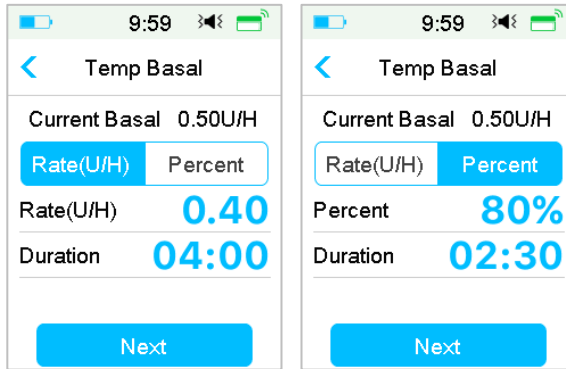 9:59
Temp Basal
Current Basal 0.50U/H
Rate(U/H) Percent
Rate(U/H) 0.40
Duration 04:00
Next
9:59
Temp Basal
Current Basal 0.50U/H
Rate(U/H) Percent
Percent 80%
Duration 02:30
Next